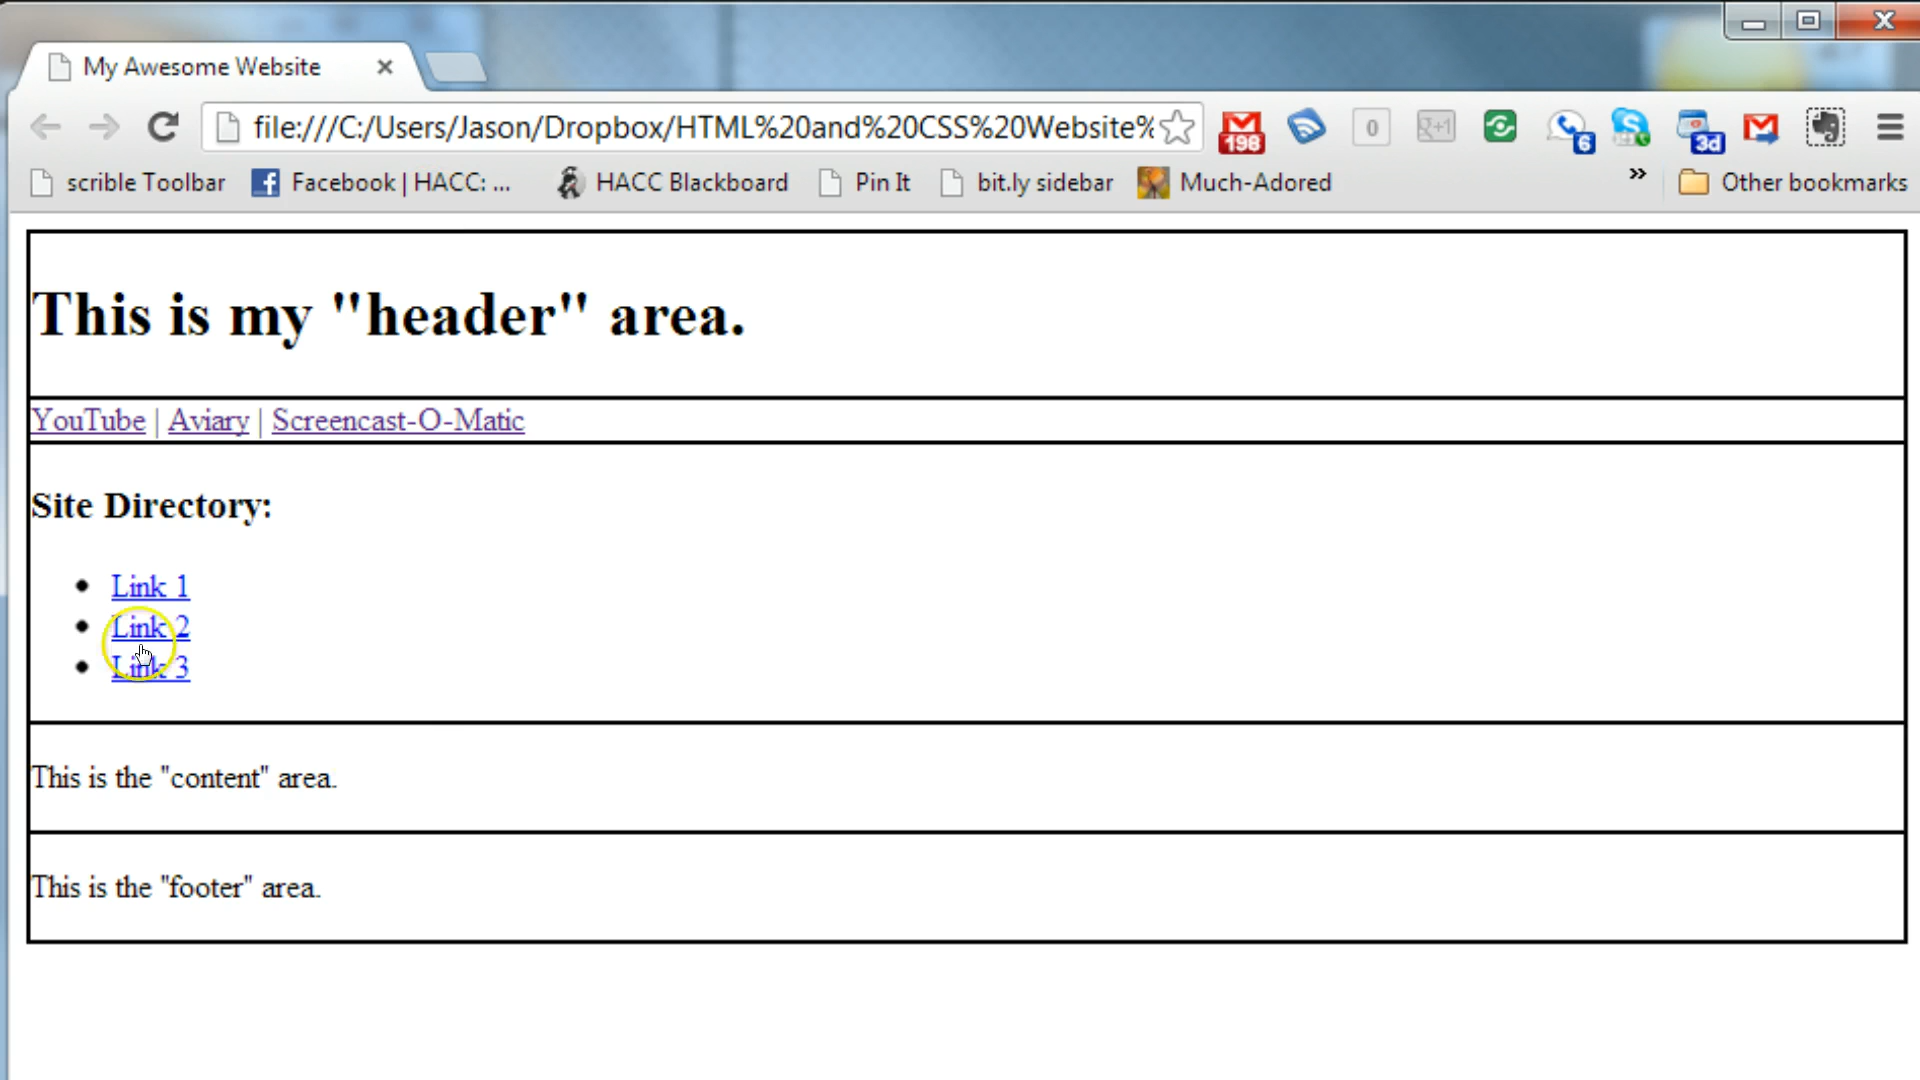 My Awesome Website
file:///C:/Users/Jason/Dropbox/HTML%20and%20CSS%20Website%
198
0
g+1
6
3d
scrible Toolbar
Facebook | HACC: ...
HACC Blackboard
Pin It
bit.ly sidebar
Much-Adored
»
Other bookmarks
This is my "header" area.
YouTube | Aviary | Screencast-O-Matic
Site Directory:
• Link 1
• Link 2
• Link 3
This is the "content" area.
This is the "footer" area.